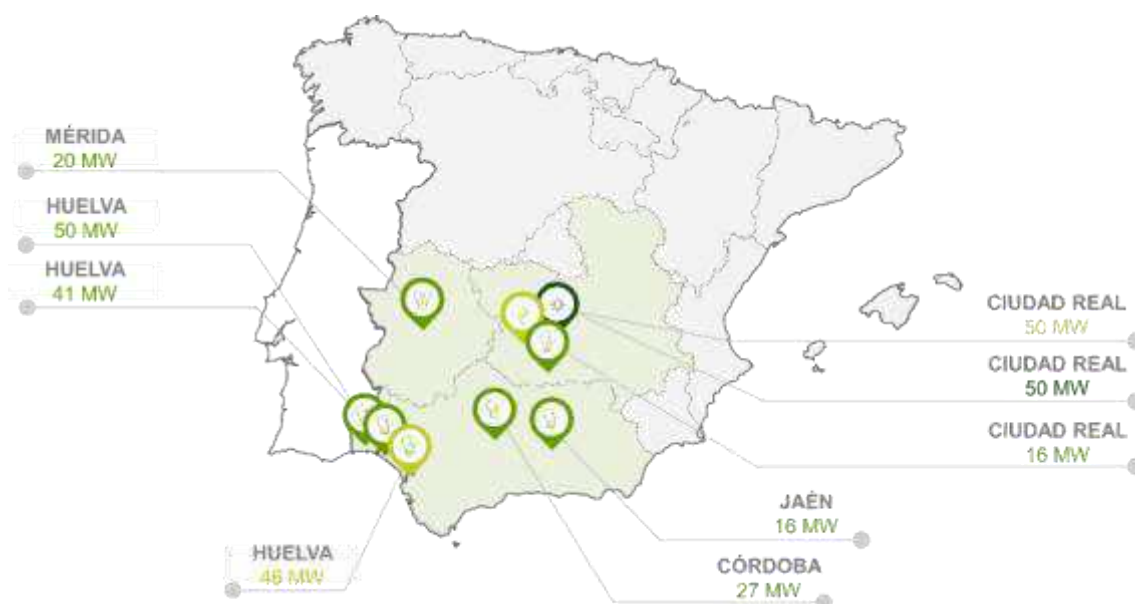 MÉRIDA
20 MW
HUELVA
50 MW
HUELVA
41 MW
CIUDAD REAL
50 MW
CIUDAD REAL
50 MW
CIUDAD REAL
16 MW
JAÉN
16 MW
HUELVA
46 MW
CÓRDOBA
27 MW